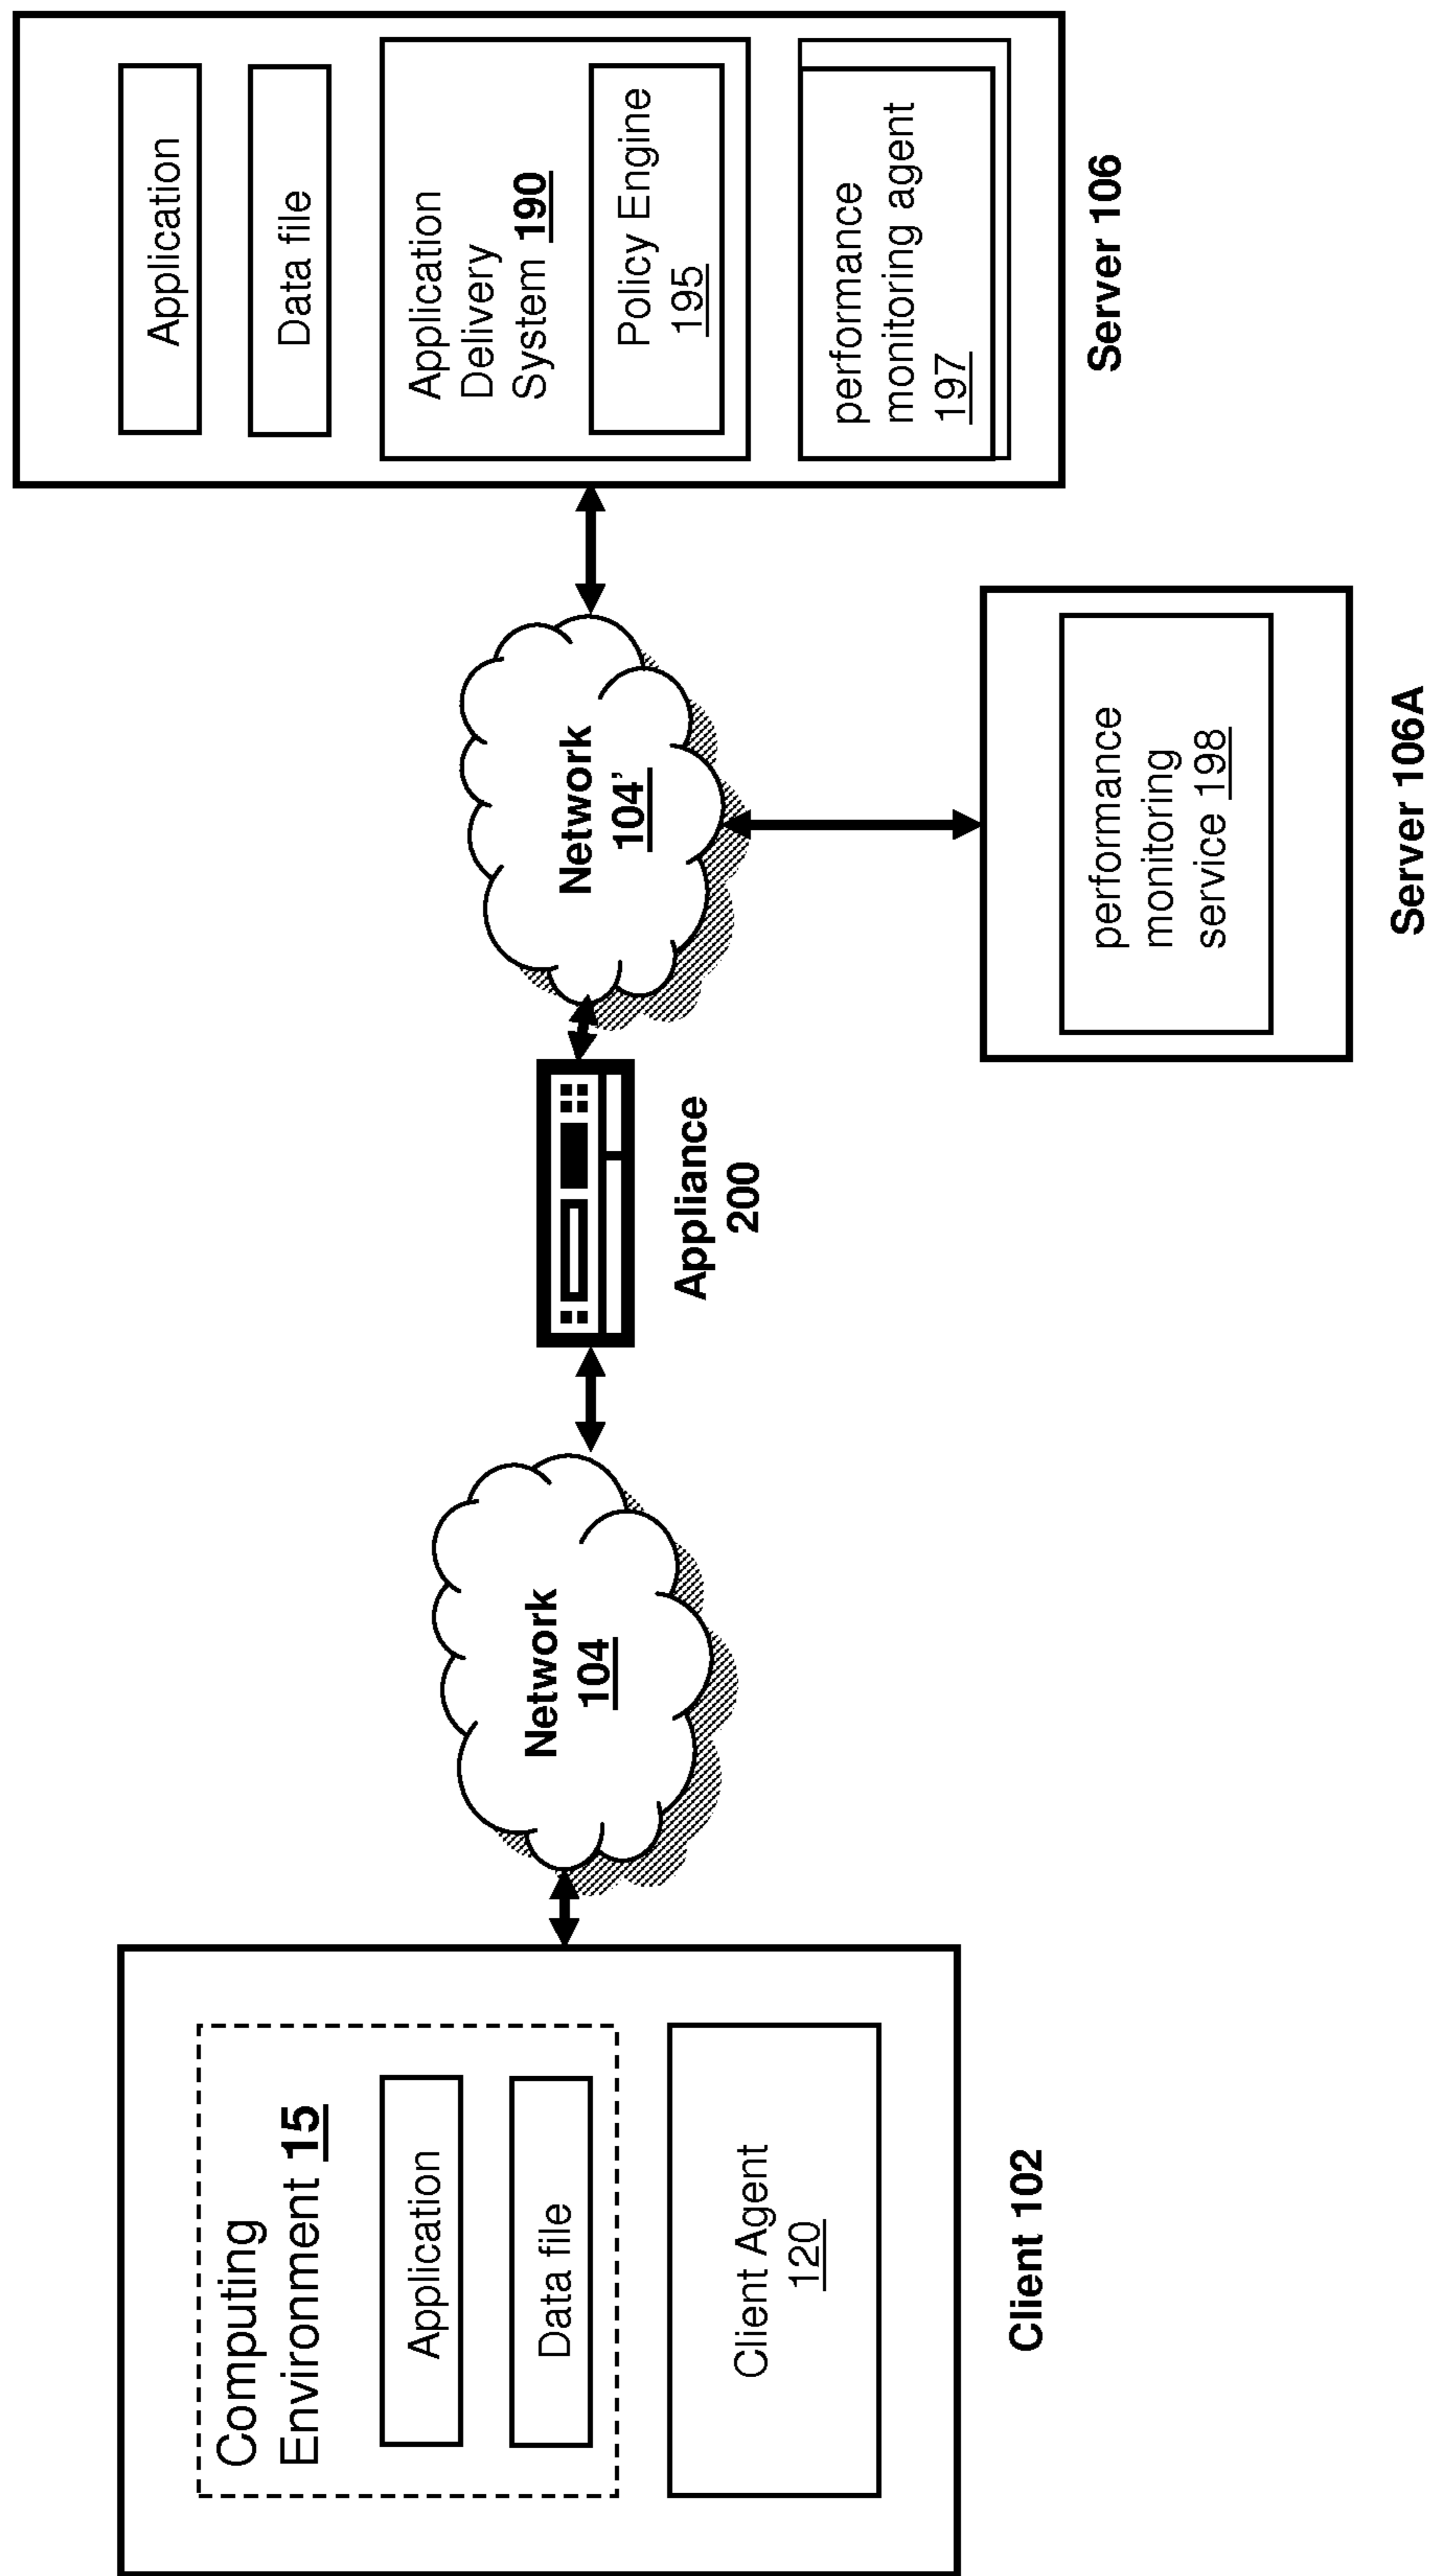 Computing
Environment 15
Application
Data file
Client Agent
120
Client 102
Network
104
Appliance
200
Network
104'
performance
monitoring
service 198
Server 106A
Application
Data file
Application
Delivery
System 190
Policy Engine
195
performance
monitoring agent
197
Server 106